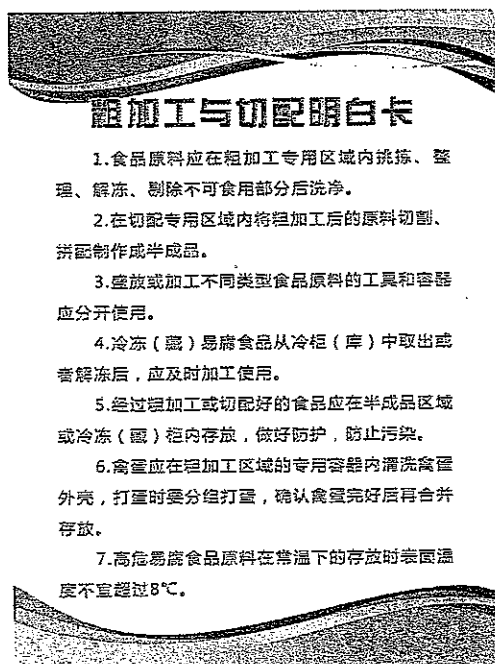 粗加工与切配明白卡
1.食品原料应在粗加工专用区域内挑拣、整
理、解冻、剔除不可食用部分后洗净。
2.在切配专用区域内将粗加工后的原料切割、
拼配制作成半成品。
3.盛放或加工不同类型食品原料的工具和容器
应分开使用。
4.冷冻（藏）易腐食品从冷柜（库）中取出或
者解冻后，应及时加工使用。
5.经过粗加工或切配好的食品应在半成品区域
或冷冻（藏）柜内存放，做好防护，防止污染。
6.禽蛋应在粗加工区域的专用容器内清洗禽蛋
外壳，打蛋时要分组打蛋，确认禽蛋完好后再合并
存放。
7.高危易腐食品原料在常温下的存放时表面温
度不宜超过8℃。